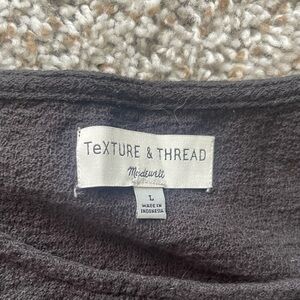 TeXTURE & THREAD
Madewell
L
MADE IN
INDONESIA